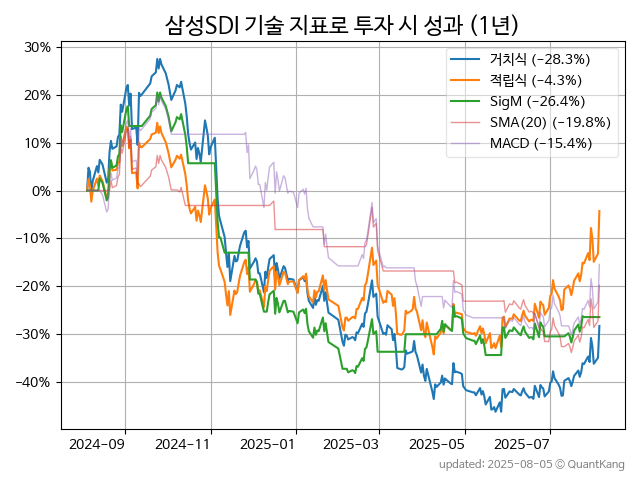 삼성SDI 기술 지표로 투자 시 성과 (1년)
30%
20%
10%
0%
−10%
−20%
−30%
−40%
거치식 (−28.3%)
적립식 (−4.3%)
SigM (−26.4%)
SMA(20) (−19.8%)
MACD (−15.4%)
2024-09 2024-11 2025-01 2025-03 2025-05 2025-07
updated: 2025-08-05 ⓒ QuantKang